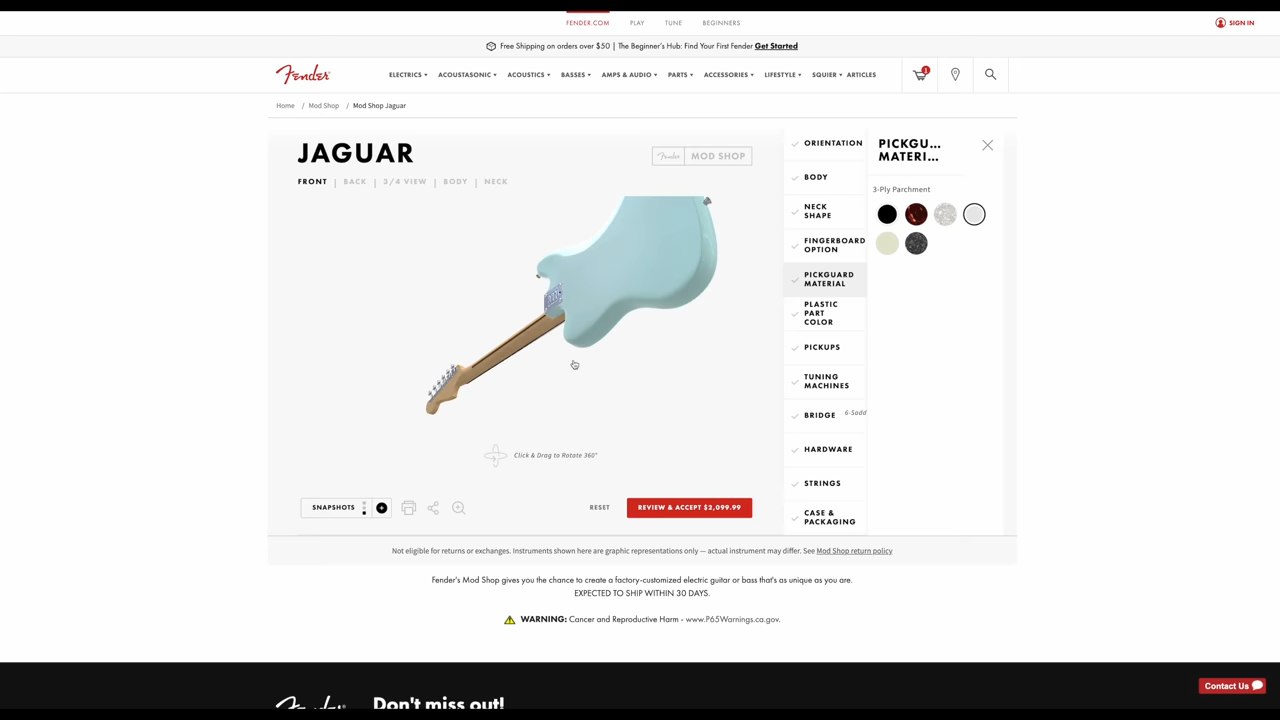 FENDER.COM PLAY TUNE BEGINNERS
SIGN IN
Free Shipping on orders over $50 | The Beginner's Hub: Find Your First Fender Get Started
Fender
ELECTRICS ACOUSTASONIC ACOUSTICS BASSES AMPS & AUDIO PARTS ACCESSORIES LIFESTYLE SQUIER ARTICLES
1
Home / Mod Shop / Mod Shop Jaguar
JAGUAR
Fender MOD SHOP
FRONT | BACK | 3/4 VIEW | BODY | NECK
Click & Drag to Rotate 360°
SNAPSHOTS
RESET
REVIEW & ACCEPT $2,099.99
ORIENTATION
BODY
NECK
SHAPE
FINGERBOARD
OPTION
PICKGUARD
MATERIAL
PLASTIC
PART
COLOR
PICKUPS
TUNING
MACHINES
BRIDGE 6-Sadd
HARDWARE
STRINGS
CASE &
PACKAGING
PICKGU...
MATERI...
3-Ply Parchment
Not eligible for returns or exchanges. Instruments shown here are graphic representations only — actual instrument may differ. See Mod Shop return policy
Fender's Mod Shop gives you the chance to create a factory-customized electric guitar or bass that's as unique as you are.
EXPECTED TO SHIP WITHIN 30 DAYS.
WARNING: Cancer and Reproductive Harm - www.P65Warnings.ca.gov.
Contact Us
Fender
Don't miss out!